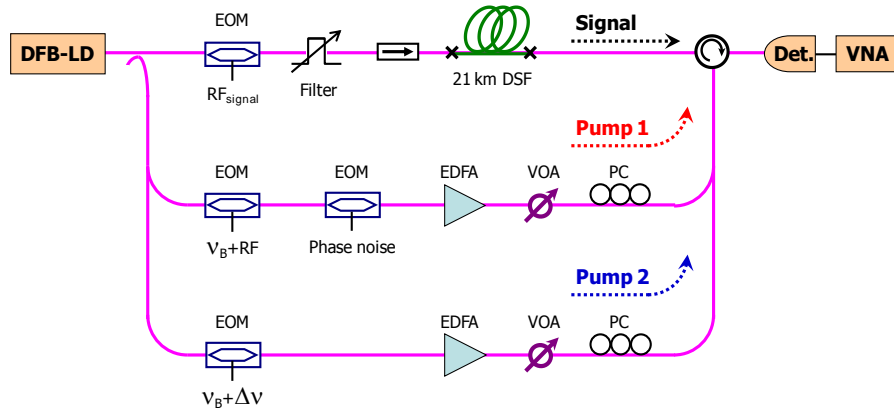 EOM
Signal
DFB-LD
Det.
VNA
RFsignal
Filter
21 km DSF
Pump 1
EOM
EOM
EDFA
VOA
PC
νB+RF
Phase noise
Pump 2
EOM
EDFA
VOA
PC
νB+Δν